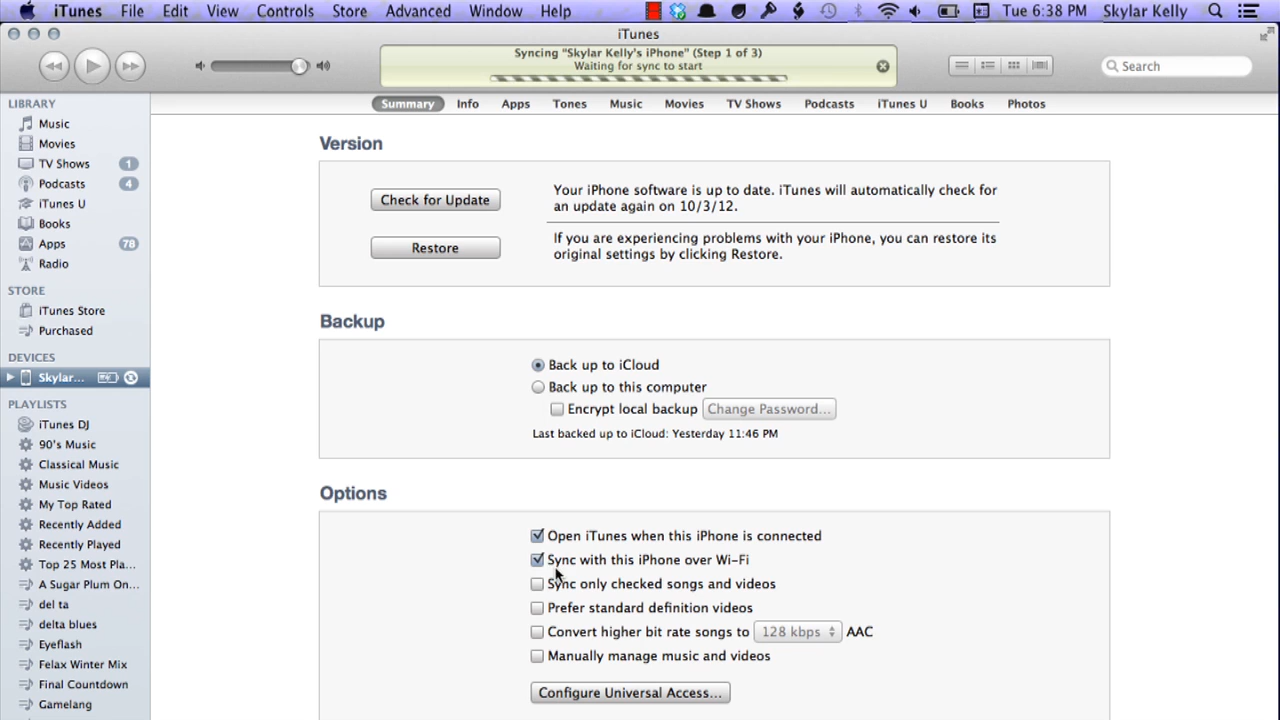 iTunes File Edit View Controls Store Advanced Window Help Tue 6:38 PM Skylar Kelly
iTunes
Syncing "Skylar Kelly's iPhone" (Step 1 of 3)
Waiting for sync to start
Search
Summary Info Apps Tones Music Movies TV Shows Podcasts iTunes U Books Photos
LIBRARY
Music
Movies
TV Shows 1
Podcasts 4
iTunes U
Books
Apps 78
Radio
STORE
iTunes Store
Purchased
DEVICES
Skylar...
PLAYLISTS
iTunes DJ
90's Music
Classical Music
Music Videos
My Top Rated
Recently Added
Recently Played
Top 25 Most Pla...
A Sugar Plum On...
del ta
delta blues
Eyeflash
Felax Winter Mix
Final Countdown
Gamelang
Version
Check for Update
Your iPhone software is up to date. iTunes will automatically check for
an update again on 10/3/12.
Restore
If you are experiencing problems with your iPhone, you can restore its
original settings by clicking Restore.
Backup
Back up to iCloud
Back up to this computer
Encrypt local backup Change Password...
Last backed up to iCloud: Yesterday 11:46 PM
Options
Open iTunes when this iPhone is connected
Sync with this iPhone over Wi-Fi
Sync only checked songs and videos
Prefer standard definition videos
Convert higher bit rate songs to 128 kbps AAC
Manually manage music and videos
Configure Universal Access...